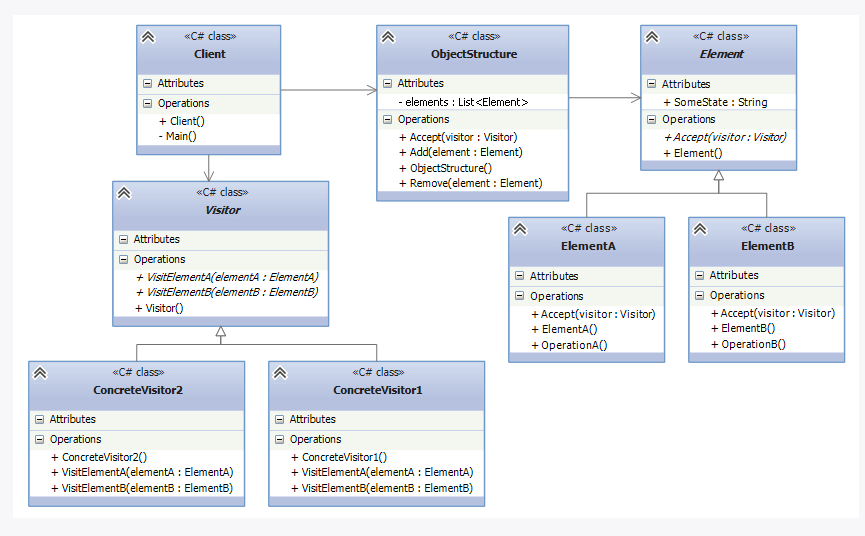 «C# class»
Client
Attributes
Operations
+ Client()
- Main()
«C# class»
ObjectStructure
Attributes
- elements : List<Element>
Operations
+ Accept(visitor : Visitor)
+ Add(element : Element)
+ ObjectStructure()
+ Remove(element : Element)
«C# class»
Element
Attributes
+ SomeState : String
Operations
+ Accept(visitor : Visitor)
+ Element()
«C# class»
Visitor
Attributes
Operations
+ VisitElementA(elementA : ElementA)
+ VisitElementB(elementB : ElementB)
+ Visitor()
«C# class»
ElementA
Attributes
Operations
+ Accept(visitor : Visitor)
+ ElementA()
+ OperationA()
«C# class»
ElementB
Attributes
Operations
+ Accept(visitor : Visitor)
+ ElementB()
+ OperationB()
«C# class»
ConcreteVisitor2
Attributes
Operations
+ ConcreteVisitor2()
+ VisitElementA(elementA : ElementA)
+ VisitElementB(elementB : ElementB)
«C# class»
ConcreteVisitor1
Attributes
Operations
+ ConcreteVisitor1()
+ VisitElementA(elementA : ElementA)
+ VisitElementB(elementB : ElementB)